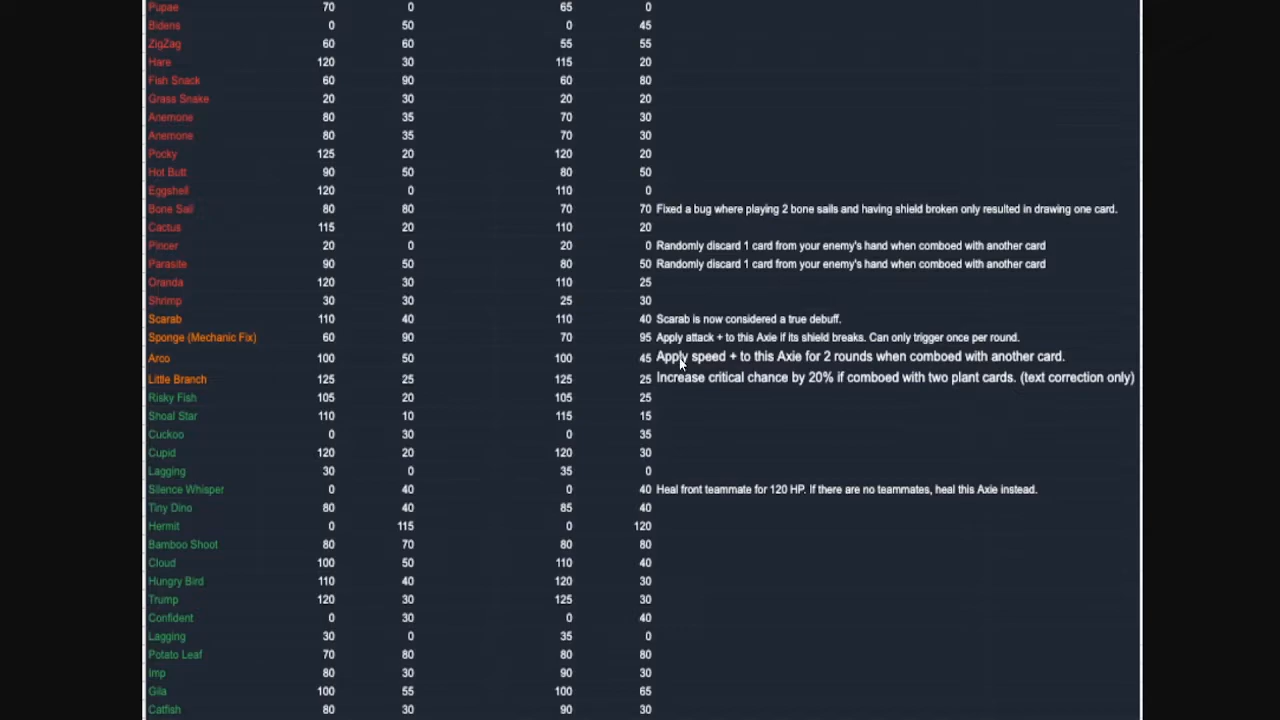 Pupae 70 0 65 0
Bidens 0 50 0 45
ZigZag 60 60 55 55
Hare 120 30 115 20
Fish Snack 60 90 60 80
Grass Snake 20 30 20 20
Anemone 80 35 70 30
Anemone 80 35 70 30
Pocky 125 20 120 20
Hot Butt 90 50 80 50
Eggshell 120 0 110 0
Bone Sail 80 80 70 70 Fixed a bug where playing 2 bone sails and having shield broken only resulted in drawing one card.
Cactus 115 20 110 20
Pincer 20 0 20 0 Randomly discard 1 card from your enemy's hand when comboed with another card
Parasite 90 50 80 50 Randomly discard 1 card from your enemy's hand when comboed with another card
Oranda 120 30 110 25
Shrimp 30 30 25 30
Scarab 110 40 110 40 Scarab is now considered a true debuff.
Sponge (Mechanic Fix) 60 90 70 95 Apply attack + to this Axie if its shield breaks. Can only trigger once per round.
Arco 100 50 100 45 Apply speed + to this Axie for 2 rounds when comboed with another card.
Little Branch 125 25 125 25 Increase critical chance by 20% if comboed with two plant cards. (text correction only)
Risky Fish 105 20 105 25
Shoal Star 110 10 115 15
Cuckoo 0 30 0 35
Cupid 120 20 120 30
Lagging 30 0 35 0
Silence Whisper 0 40 0 40 Heal front teammate for 120 HP. If there are no teammates, heal this Axie instead.
Tiny Dino 80 40 85 40
Hermit 0 115 0 120
Bamboo Shoot 80 70 80 80
Cloud 100 50 110 40
Hungry Bird 110 40 120 30
Trump 120 30 125 30
Confident 0 30 0 40
Lagging 30 0 35 0
Potato Leaf 70 80 80 80
Imp 80 30 90 30
Gila 100 55 100 65
Catfish 80 30 90 30